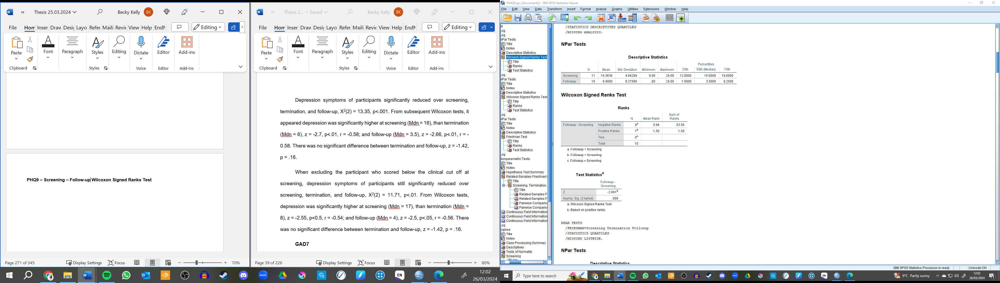 Thesis 25.03.2024
Becky Kelly
BK
File
Hor
Inser
Draw
Desig
Layo
Refer
Maili
Revie
View
Help
EndN
Editing
Paste
Font
Paragraph
Styles
Editing
Dictate
Editor
Add-ins
Clipboard
Styles
Voice
Editor
Add-ins
PHQ9 – Screening – Follow-up Wilcoxon Signed Ranks Test
Page 271 of 345
Display Settings
Focus
70%
Thesis 2... • Saved
Becky Kelly
BK
File
Hor
Inser
Draw
Desig
Layo
Refer
Maili
Revie
View
Help
EndN
Editing
Paste
Font
Paragraph
Styles
Editing
Dictate
Editor
Add-ins
Clipboard
Styles
Voice
Editor
Add-ins
Depression symptoms of participants significantly reduced over screening,
termination, and follow-up, X²(2) = 13.35, p<.001. From subsequent Wilcoxon tests, it
appeared depression was significantly higher at screening (Mdn = 16), than termination
(Mdn = 6), z = -2.7, p<.01, r = -0.58; and follow-up (Mdn = 3.5), z = -2.66, p<.01, r = -
0.58. There was no significant difference between termination and follow-up, z = -1.42,
p = .16.
When excluding the participant who scored below the clinical cut off at
screening, depression symptoms of participants still significantly reduced over
screening, termination, and follow-up, X²(2) = 11.71, p<.01. From Wilcoxon tests,
depression was significantly higher at screening (Mdn = 17), than termination (Mdn =
8), z = -2.55, p<0.5, r = -0.54; and follow-up (Mdn = 4), z = -2.5, p<.05, r = -0.56. There
was no significant difference between termination and follow-up, z = -1.42, p = .16.
GAD7
Page 39 of 226
Display Settings
Focus
80%
zoom
EN
12:02
26/03/2024
*PHQ9.spv [Document2] - IBM SPSS Statistics Viewer
File Edit View Data Transform Insert Format Analyze Graphs Utilities Extensions Window Help
ut
Log
Log
NPar Tests
Title
Notes
Descriptive Statistics
Wilcoxon Signed Ranks Test
Title
Ranks
Test Statistics
Log
NPar Tests
Title
Notes
Descriptive Statistics
Wilcoxon Signed Ranks Test
Title
Ranks
Test Statistics
Log
NPar Tests
Title
Notes
Descriptive Statistics
Friedman Test
Title
Ranks
Test Statistics
Log
Nonparametric Tests
Title
Notes
Hypothesis Test Summary
Related-Samples Friedman's
Title
Screening, Termination,
Title
Related-Samples F
Related-Samples F
Pairwise Comparis
Pairwise Comparis
Continuous Field Information
Continuous Field Information
Continuous Field Information
Log
Explore
Title
Notes
Case Processing Summary
Descriptives
Tests of Normality
Screening
/STATISTICS DESCRIPTIVES QUARTILES
/MISSING ANALYSIS.
NPar Tests
Descriptive Statistics
Percentiles
N Mean Std. Deviation Minimum Maximum 25th 50th (Median) 75th
Screening 11 16.3636 4.84299 8.00 24.00 12.0000 16.0000 19.0000
Followup 10 6.4000 8.27580 .00 24.00 1.0000 3.5000 9.2500
Wilcoxon Signed Ranks Test
Ranks
N Mean Rank Sum of Ranks
Followup - Screening Negative Ranks 9a 5.94 53.50
Positive Ranks 1b 1.50 1.50
Ties 0c
Total 10
a. Followup < Screening
b. Followup > Screening
c. Followup = Screening
Test Statisticsa
Followup -
Screening
Z -2.661b
Asymp. Sig. (2-tailed) .008
a. Wilcoxon Signed Ranks Test
b. Based on positive ranks.
NPAR TESTS
/FRIEDMAN=Screening Termination Followup
/STATISTICS QUARTILES
/MISSING LISTWISE.
NPar Tests
Descriptive Statistics
IBM SPSS Statistics Processor is ready
Unicode:ON
Type here to search
EN
9°C Partly sunny
12:02
26/03/2024